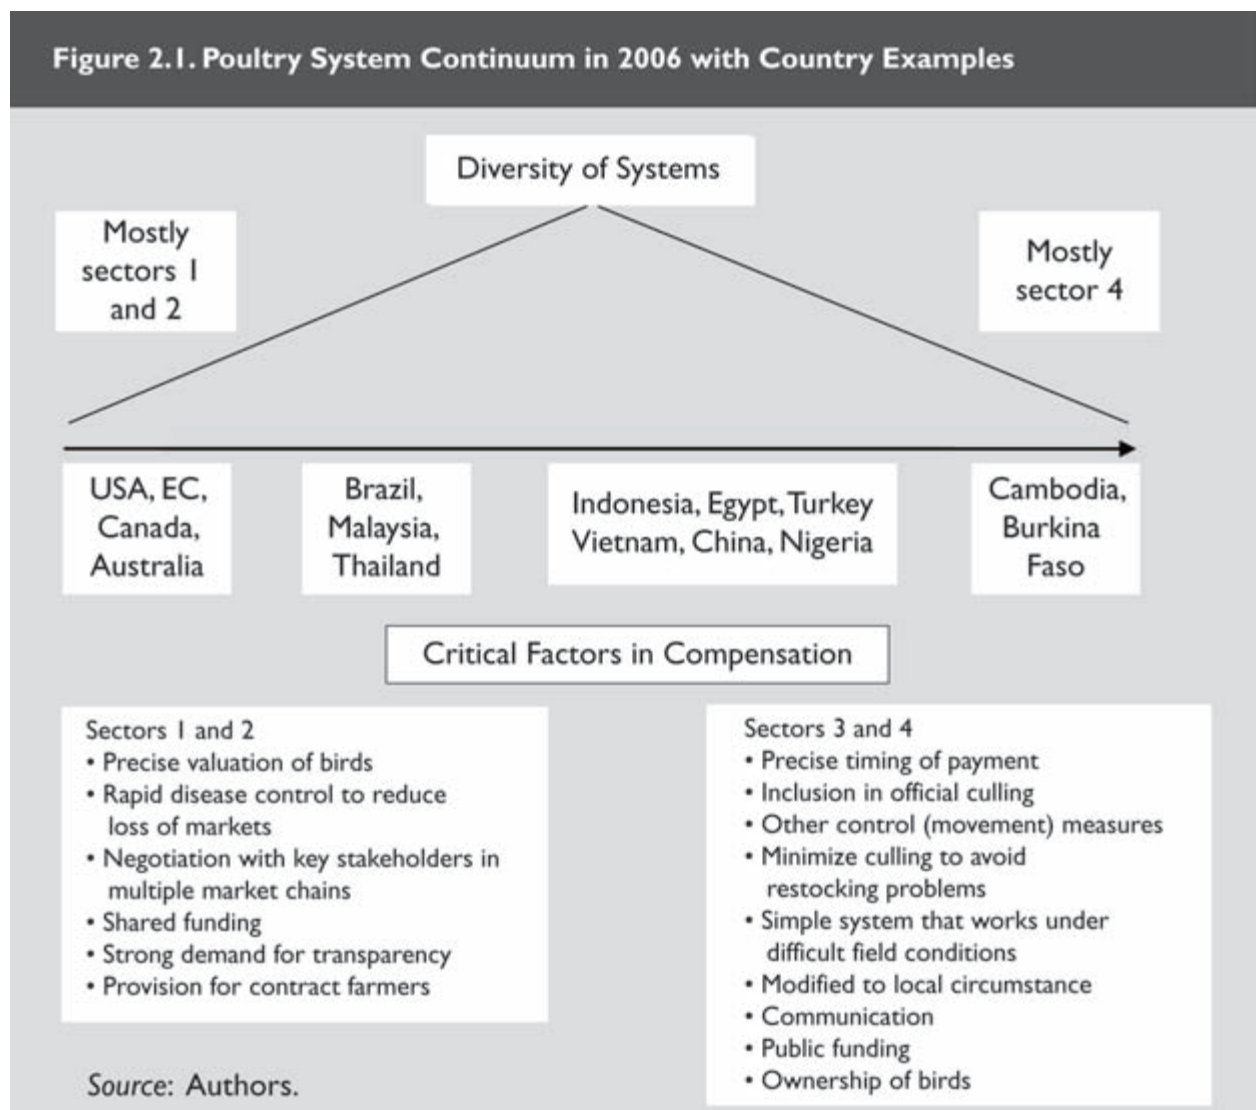 Figure 2.1. Poultry System Continuum in 2006 with Country Examples
Diversity of Systems
Mostly
sectors 1
and 2
Mostly
sector 4
USA, EC,
Canada,
Australia
Brazil,
Malaysia,
Thailand
Indonesia, Egypt, Turkey
Vietnam, China, Nigeria
Cambodia,
Burkina
Faso
Critical Factors in Compensation
Sectors 1 and 2
• Precise valuation of birds
• Rapid disease control to reduce
loss of markets
• Negotiation with key stakeholders in
multiple market chains
• Shared funding
• Strong demand for transparency
• Provision for contract farmers
Sectors 3 and 4
• Precise timing of payment
• Inclusion in official culling
• Other control (movement) measures
• Minimize culling to avoid
restocking problems
• Simple system that works under
difficult field conditions
• Modified to local circumstance
• Communication
• Public funding
• Ownership of birds
Source: Authors.